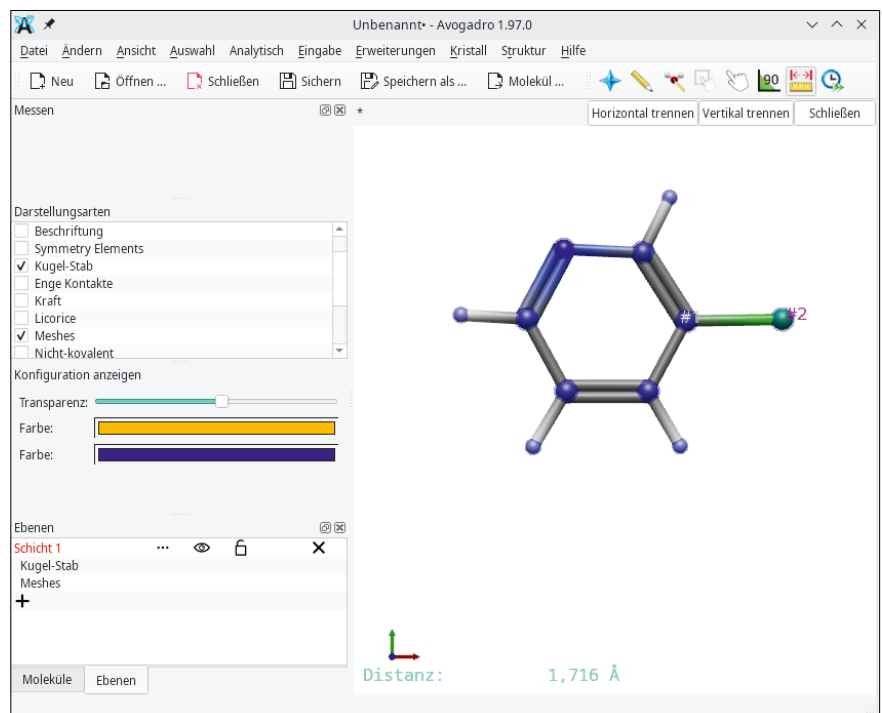 Unbenannt• - Avogadro 1.97.0
Datei Ändern Ansicht Auswahl Analytisch Eingabe Erweiterungen Kristall Struktur Hilfe
Neu Öffnen ... Schließen Sichern Speichern als ... Molekül ... 90
Messen
* Horizontal trennen Vertikal trennen Schließen
Darstellungsarten
Beschriftung
Symmetry Elements
Kugel-Stab
Enge Kontakte
Kraft
Licorice
Meshes
Nicht-kovalent
Konfiguration anzeigen
Transparenz:
Farbe:
Farbe:
# #2
Ebenen
Schicht 1 ...
Kugel-Stab
Meshes
Distanz: 1,716 Å
Moleküle Ebenen